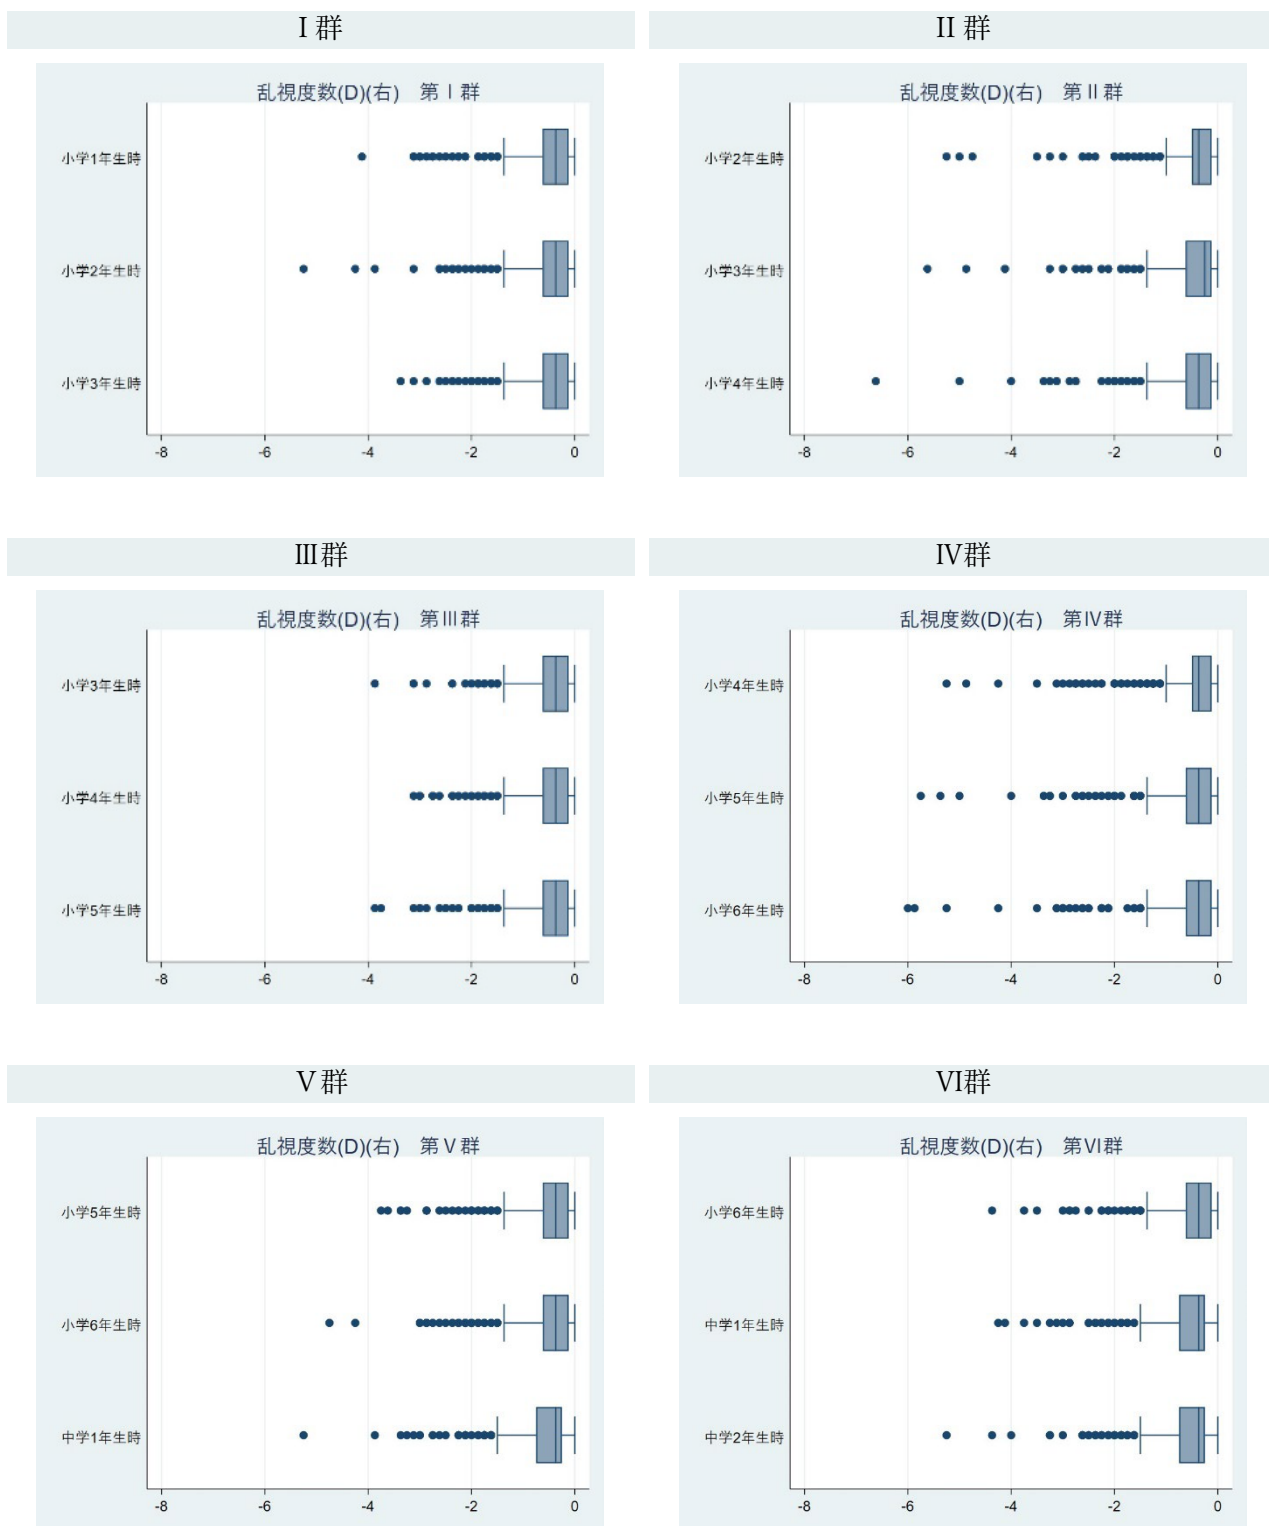 I 群
乱視度数(D)(右) 第Ⅰ群
小学1年生時
小学2年生時
小学3年生時
-8 -6 -4 -2 0
II 群
乱視度数(D)(右) 第Ⅱ群
小学2年生時
小学3年生時
小学4年生時
-8 -6 -4 -2 0
Ⅲ群
乱視度数(D)(右) 第Ⅲ群
小学3年生時
小学4年生時
小学5年生時
-8 -6 -4 -2 0
Ⅳ群
乱視度数(D)(右) 第Ⅳ群
小学4年生時
小学5年生時
小学6年生時
-8 -6 -4 -2 0
Ⅴ群
乱視度数(D)(右) 第Ⅴ群
小学5年生時
小学6年生時
中学1年生時
-8 -6 -4 -2 0
Ⅵ群
乱視度数(D)(右) 第Ⅵ群
小学6年生時
中学1年生時
中学2年生時
-8 -6 -4 -2 0